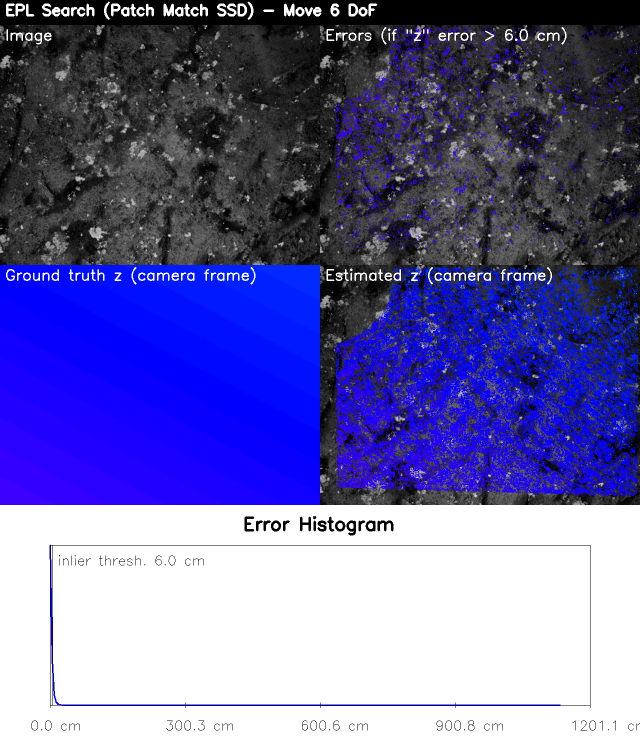 EPL Search (Patch Match SSD) - Move 6 DoF
Image
Errors (if "z" error > 6.0 cm)
Ground truth z (camera frame)
Estimated z (camera frame)
Error Histogram
inlier thresh. 6.0 cm
0.0 cm 300.3 cm 600.6 cm 900.8 cm 1201.1 cm